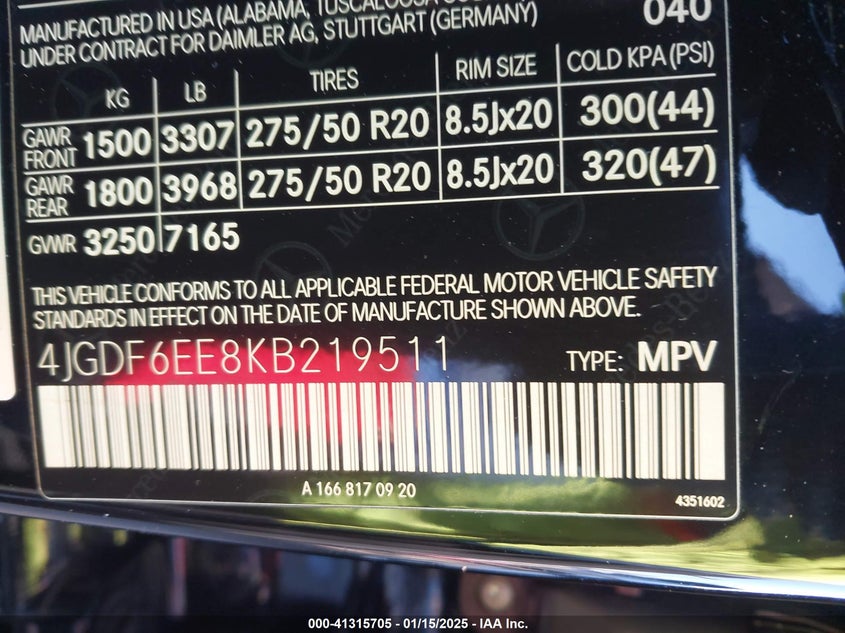 MANUFACTURED IN USA (ALABAMA, TUSCALOOSA
UNDER CONTRACT FOR DAIMLER AG, STUTTGART (GERMANY)
040
KG LB TIRES RIM SIZE COLD KPA (PSI)
GAWR FRONT 1500 3307 275/50 R20 8.5Jx20 300(44)
GAWR REAR 1800 3968 275/50 R20 8.5Jx20 320(47)
GVWR 3250 7165
THIS VEHICLE CONFORMS TO ALL APPLICABLE FEDERAL MOTOR VEHICLE SAFETY
STANDARDS IN EFFECT ON THE DATE OF MANUFACTURE SHOWN ABOVE.
4JGDF6EE8KB219511 TYPE: MPV
A 166 817 09 20
4351602
000-41315705 - 01/15/2025 - IAA Inc.